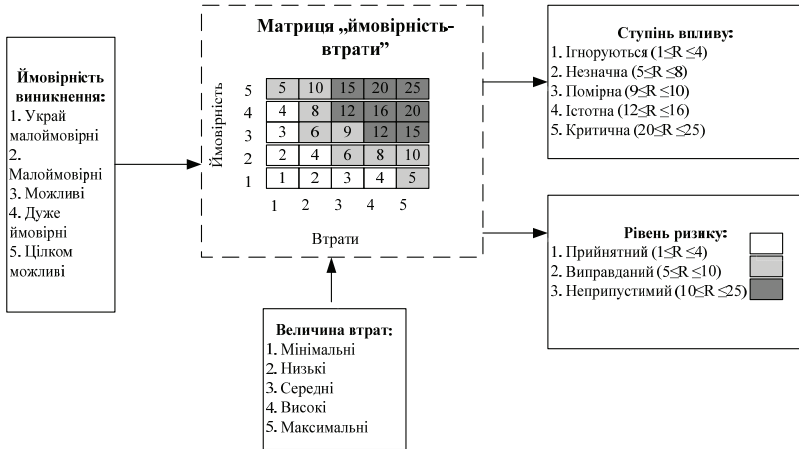 Ймовірність
виникнення:
1. Украй
малоймовірні
2.
Малоймовірні
3. Можливі
4. Дуже
ймовірні
5. Цілком
можливі
Матриця „ймовірність-
втрати”
Ймовірність
5 5 10 15 20 25
4 4 8 12 16 20
3 3 6 9 12 15
2 2 4 6 8 10
1 1 2 3 4 5
1 2 3 4 5
Втрати
Величина втрат:
1. Мінімальні
2. Низькі
3. Середні
4. Високі
5. Максимальні
Ступінь впливу:
1. Ігноруються (1≤R ≤4)
2. Незначна (5≤R ≤8)
3. Помірна (9≤R ≤10)
4. Істотна (12≤R ≤16)
5. Критична (20≤R ≤25)
Рівень ризику:
1. Прийнятний (1≤R ≤4)
2. Виправданий (5≤R ≤10)
3. Неприпустимий (10≤R ≤25)